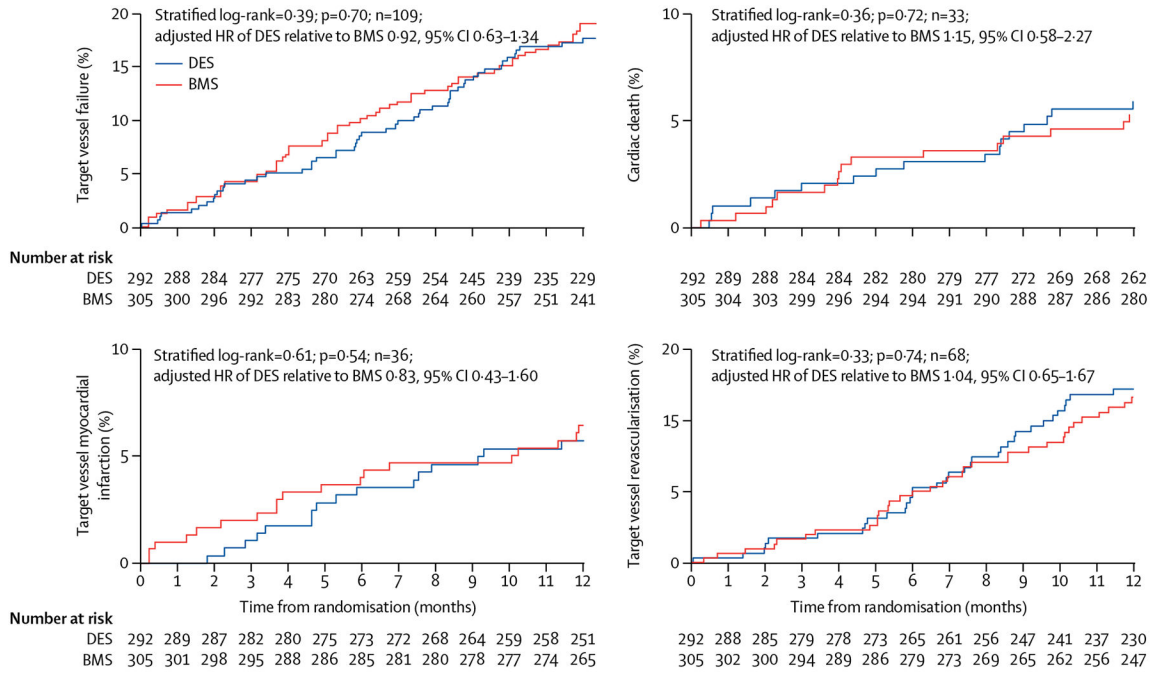 Stratified log-rank=0·39; p=0·70, n=109;
adjusted HR of DES relative to BMS 0·92, 95% CI 0·63–1·34
DES
BMS
Target vessel failure (%)
20
15
10
5
0
Stratified log-rank=0·36; p=0·72, n=33;
adjusted HR of DES relative to BMS 1·15, 95% CI 0·58–2·27
Cardiac death (%)
10
5
0
Number at risk
DES 292 288 284 277 275 270 263 259 254 245 239 235 229
BMS 305 300 296 292 283 280 274 268 264 260 257 251 241
292 289 288 284 284 282 280 279 277 272 269 268 262
305 304 303 299 296 294 294 291 290 288 287 286 280
Stratified log-rank=0·61; p=0·54, n=36;
adjusted HR of DES relative to BMS 0·83, 95% CI 0·43–1·60
Target vessel myocardial
infarction (%)
10
5
0
0 1 2 3 4 5 6 7 8 9 10 11 12
Time from randomisation (months)
Stratified log-rank=0·33; p=0·74, n=68;
adjusted HR of DES relative to BMS 1·04, 95% CI 0·65–1·67
Target vessel revascularisation (%)
20
15
5
0
0 1 2 3 4 5 6 7 8 9 10 11 12
Time from randomisation (months)
Number at risk
DES 292 289 287 282 280 275 273 272 268 264 259 258 251
BMS 305 301 298 295 288 286 285 281 280 278 277 274 265
292 288 285 279 278 273 265 261 256 247 241 237 230
305 302 300 294 289 286 279 273 269 265 262 256 247